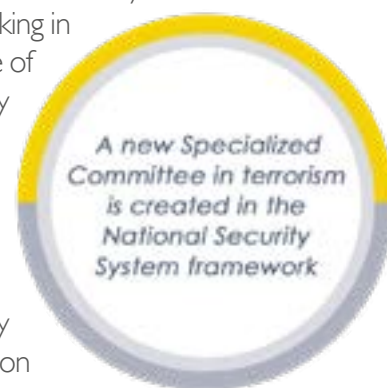 king in
e of
y
A new Specialized
Committee in terrorism
is created in the
National Security
System framework
y
on